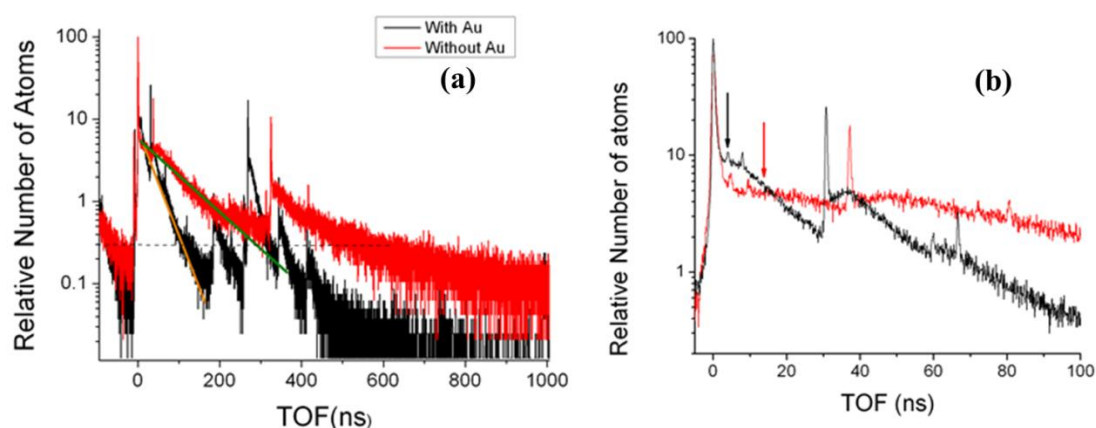 With Au
Without Au
(a)
100
10
1
0.1
Relative Number of Atoms
0
200
400
600
800
1000
TOF(ns)
(b)
100
10
1
Relative Number of atoms
0
20
40
60
80
100
TOF (ns)